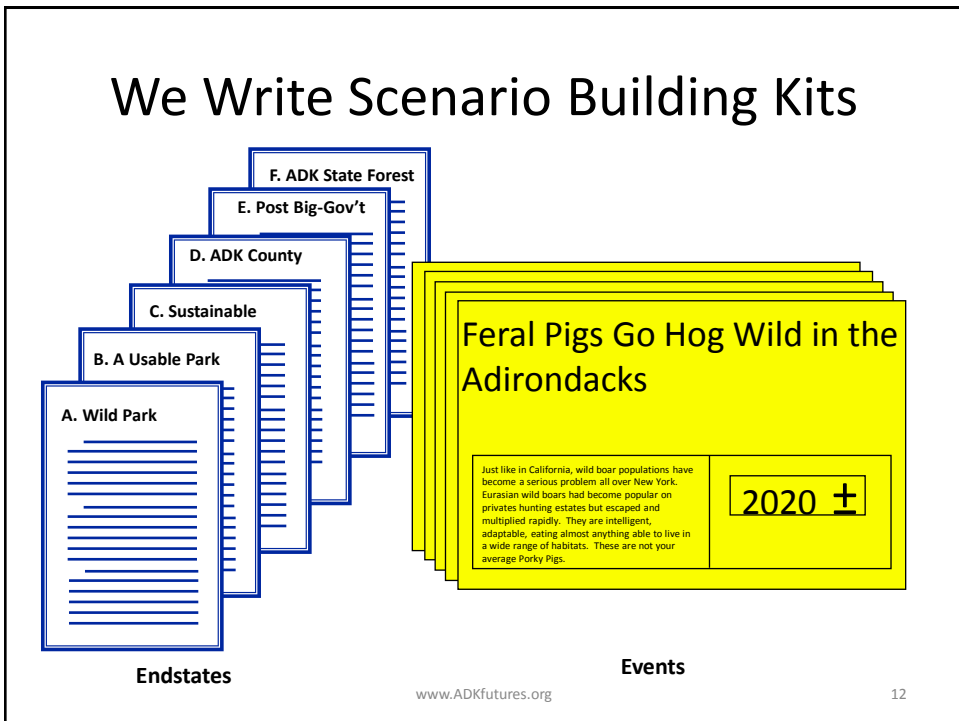 We Write Scenario Building Kits
F. ADK State Forest
E. Post Big-Gov't
D. ADK County
C. Sustainable
B. A Usable Park
A. Wild Park
Feral Pigs Go Hog Wild in the
Adirondacks
Just like in California, wild boar populations have
become a serious problem all over New York.
Eurasian wild boars had become popular on
privates hunting estates but escaped and
multiplied rapidly. They are intelligent,
adaptable, eating almost anything able to live in
a wide range of habitats. These are not your
average Porky Pigs.
2020 ±
Endstates
Events
www.ADKfutures.org
12